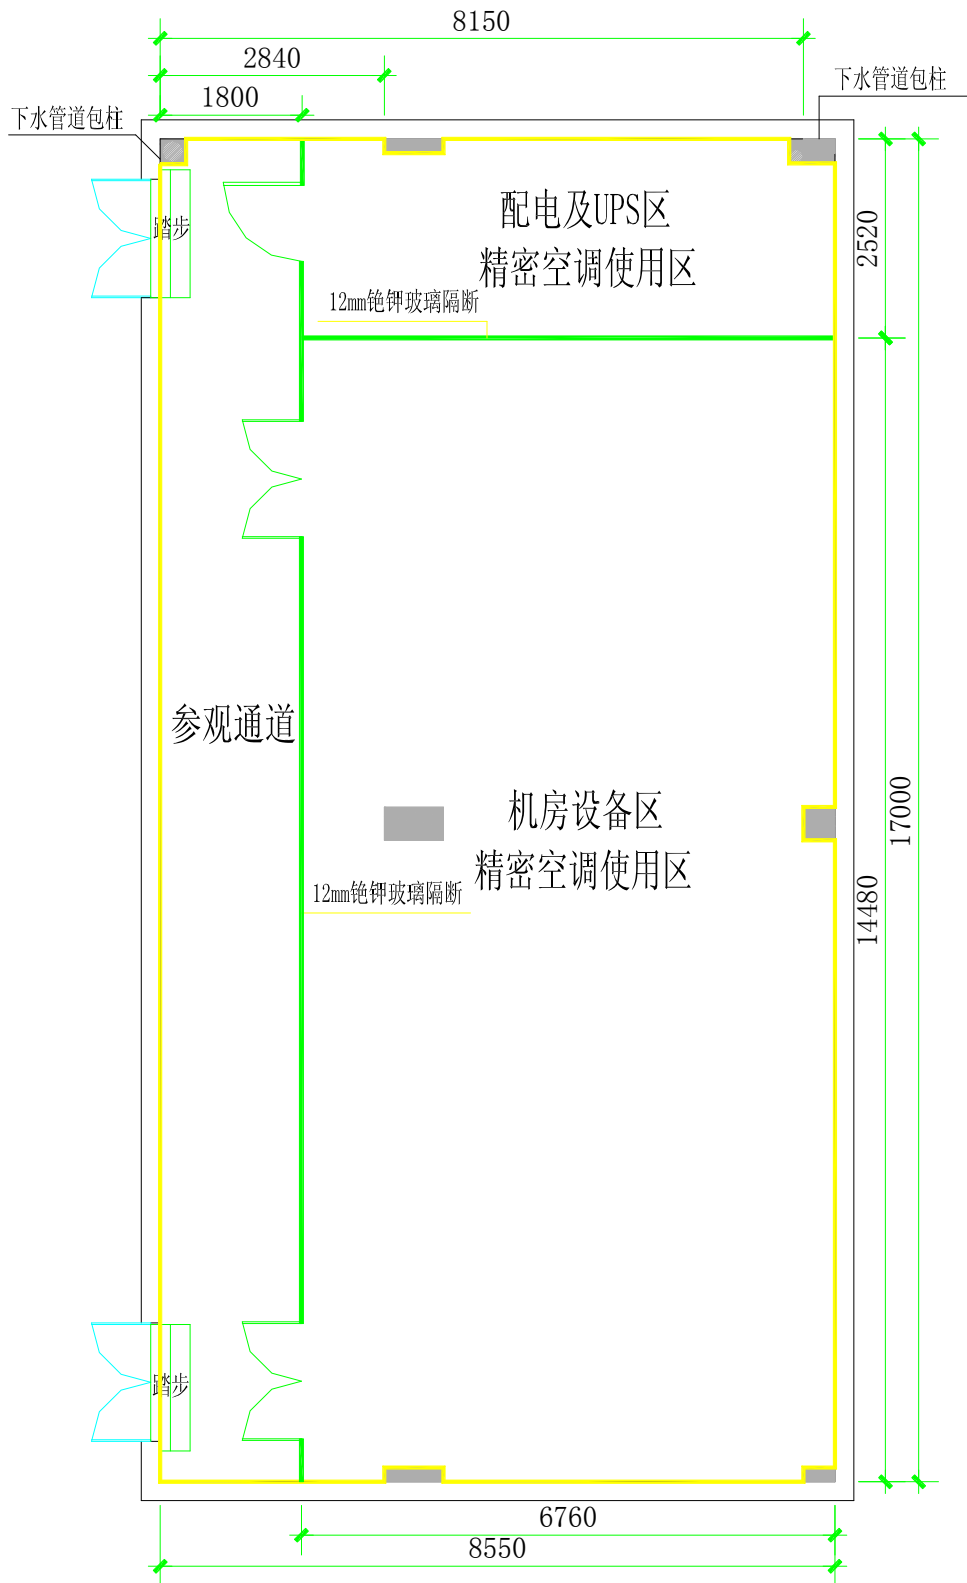 8150
2840
1800
下水管道包柱
下水管道包柱
踏步
配电及UPS区
精密空调使用区
2520
12mm铯钾玻璃隔断
参观通道
机房设备区
精密空调使用区
17000
14480
12mm铯钾玻璃隔断
踏步
6760
8550